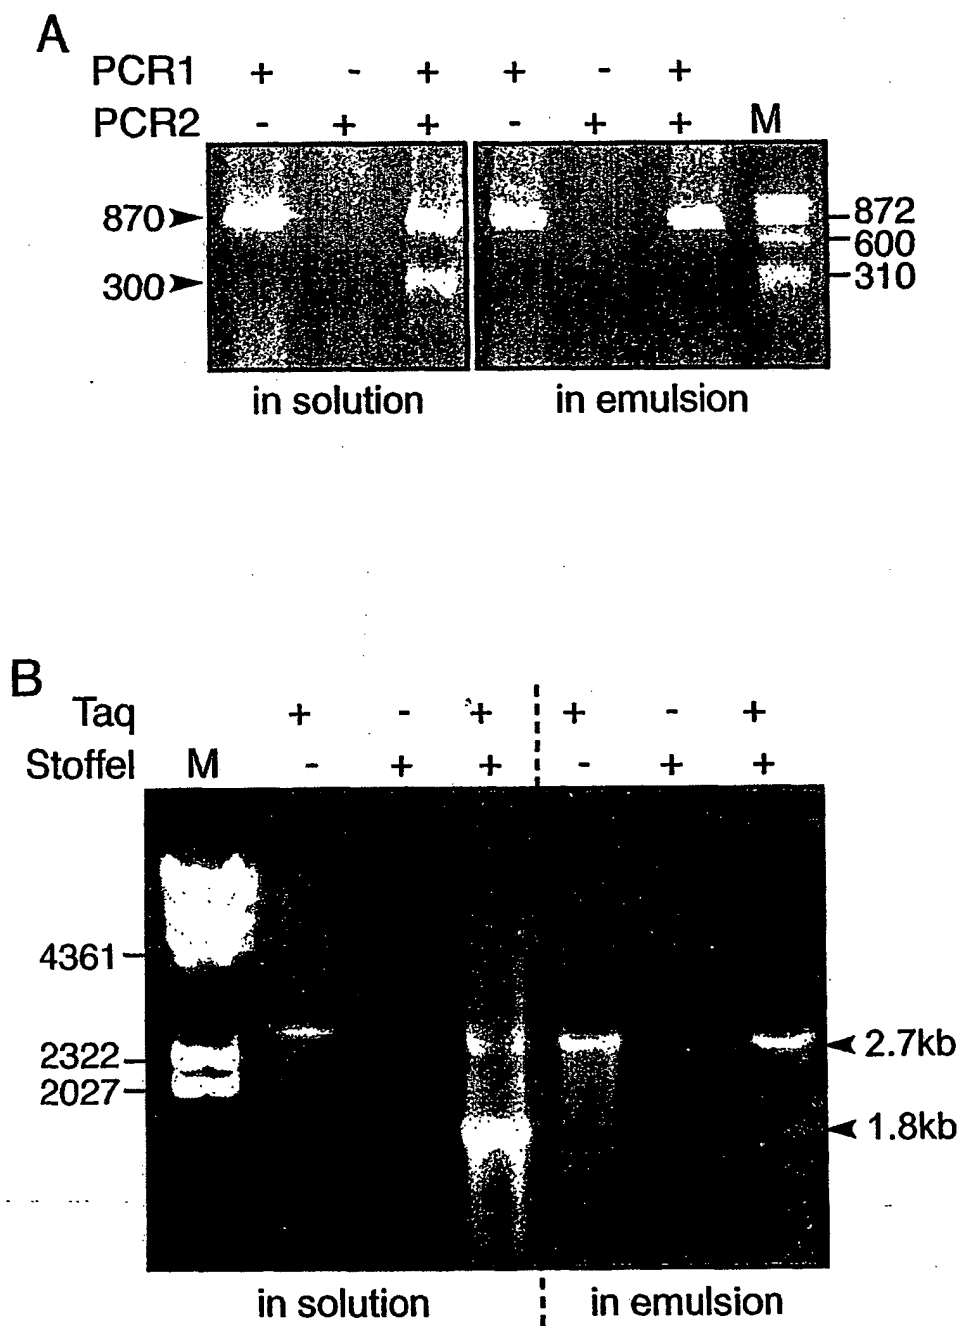 A
PCR1 + - + + - +
PCR2 - + + - + + M
870 872
600
300 310
in solution in emulsion
B
Taq + - + + - +
Stoffel M - + + - + +
4361
2322 2.7kb
2027
1.8kb
in solution in emulsion